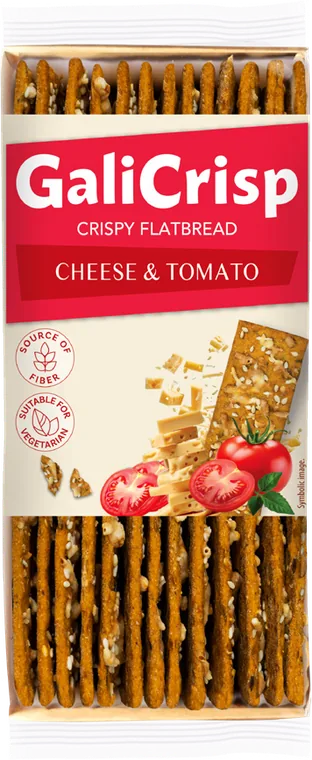 GaliCrisp
CRISPY FLATBREAD
CHEESE & TOMATO
SOURCE OF
FIBER
SUITABLE FOR
VEGETARIAN
Symbolic image.